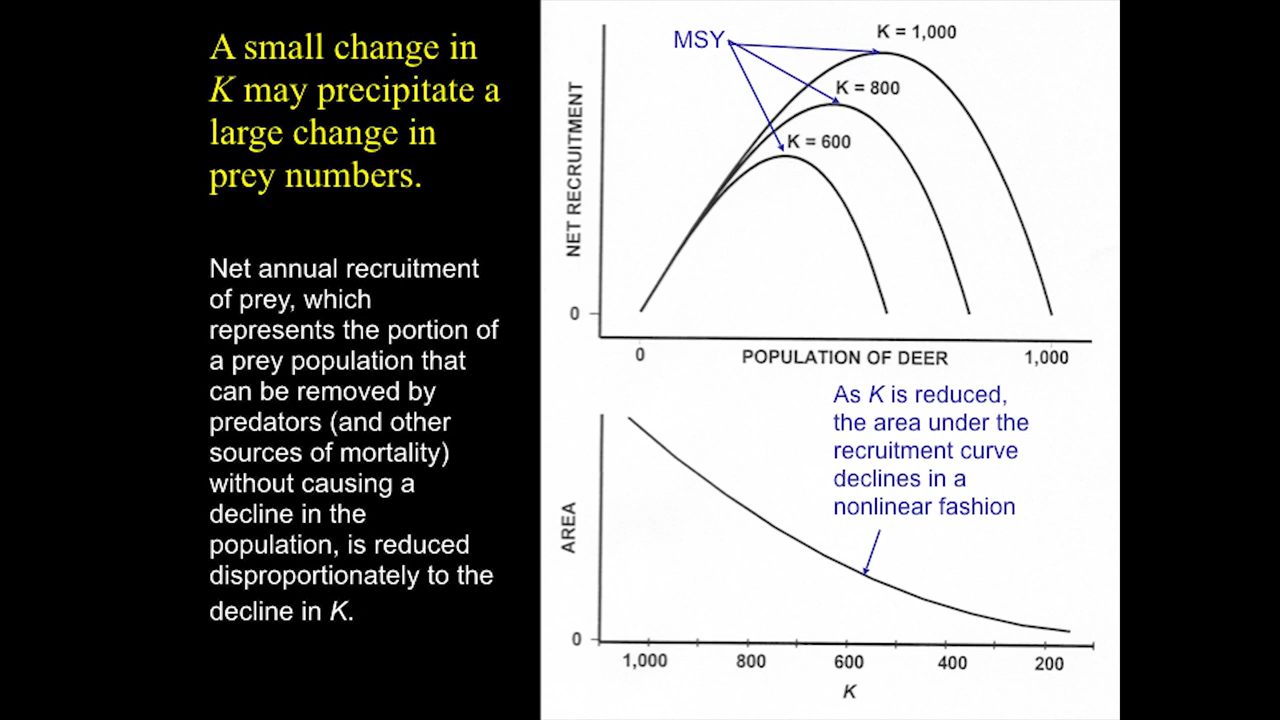 A small change in
K may precipitate a
large change in
prey numbers.
Net annual recruitment
of prey, which
represents the portion of
a prey population that
can be removed by
predators (and other
sources of mortality)
without causing a
decline in the
population, is reduced
disproportionately to the
decline in K.
MSY
K = 1,000
K = 800
K = 600
NET RECRUITMENT
0
0
POPULATION OF DEER
1,000
As K is reduced,
the area under the
recruitment curve
declines in a
nonlinear fashion
AREA
0
1,000
800
600
400
200
K